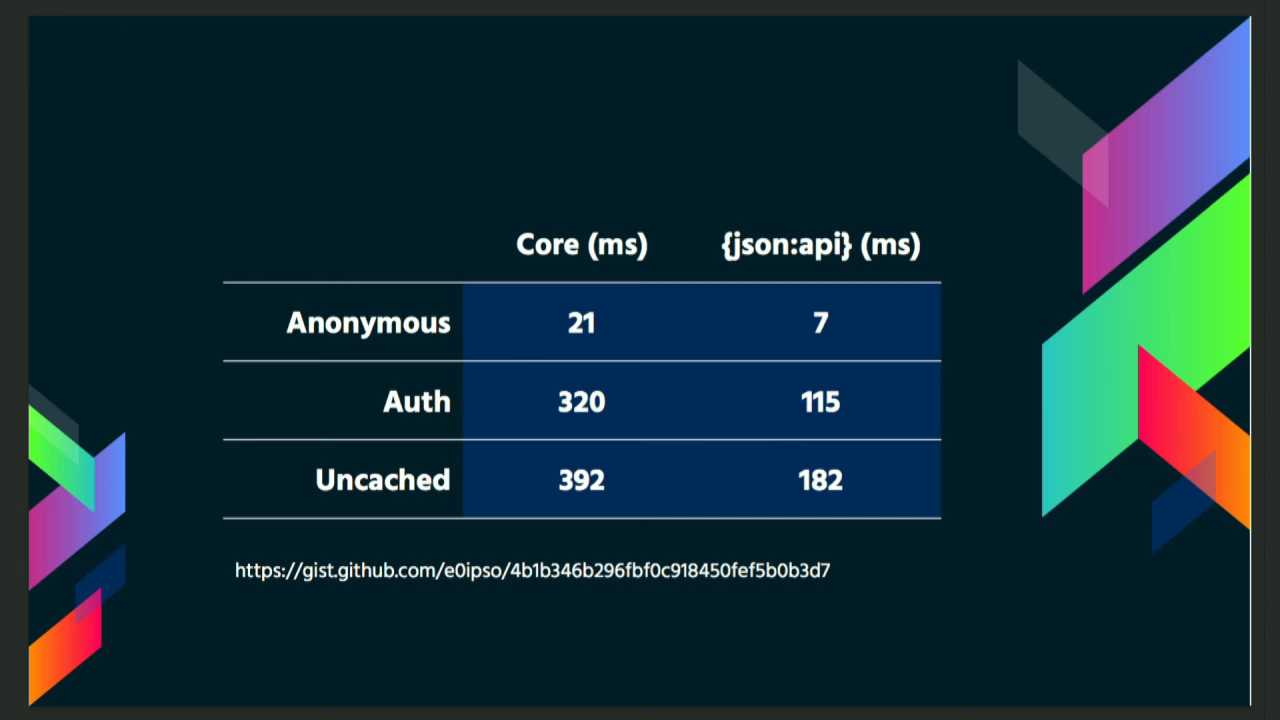 Core (ms) {json:api} (ms)
Anonymous 21 7
Auth 320 115
Uncached 392 182
https://gist.github.com/e0ipso/4b1b346b296fbf0c918450fef5b0b3d7